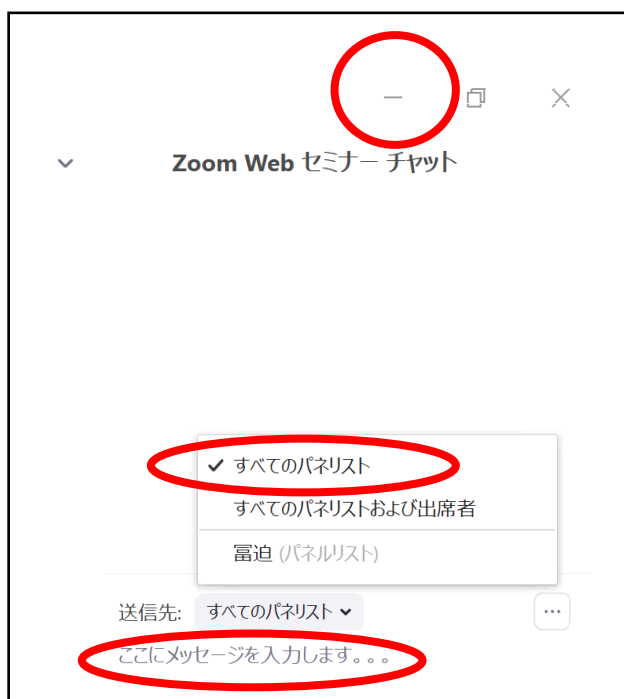 Zoom Web セミナー チャット
すべてのパネリスト
すべてのパネリストおよび出席者
冨迫 (パネルリスト)
送信先: すべてのパネリスト
ここにメッセージを入力します。。。